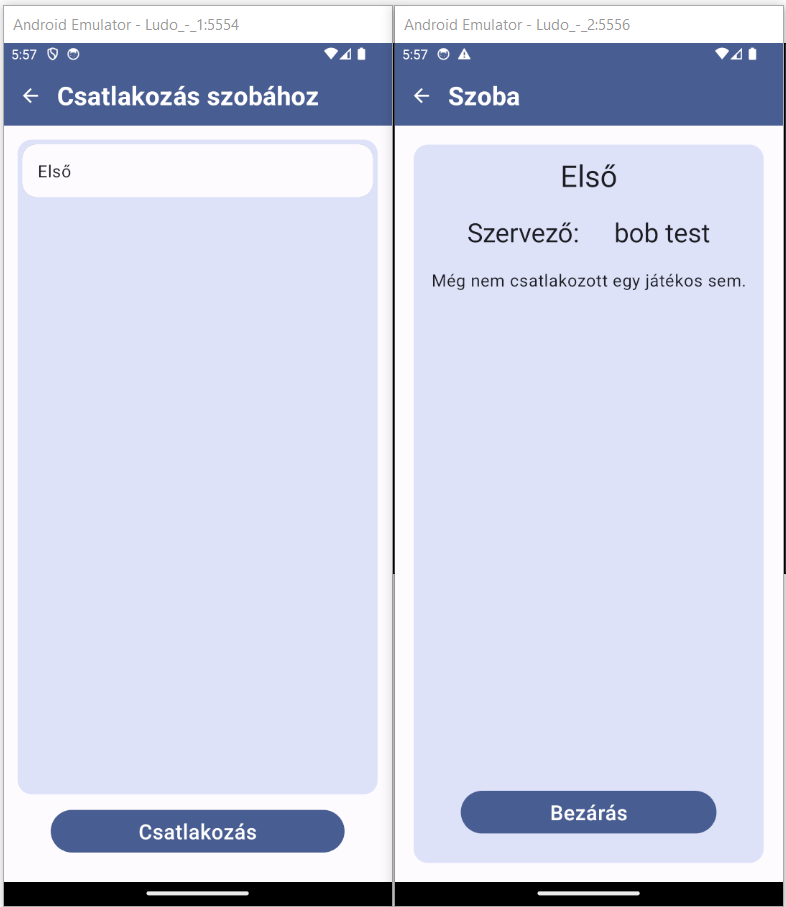 Android Emulator - Ludo_-_1:5554
5:57
Csatlakozás szobához
Első
Csatlakozás
Android Emulator - Ludo_-_2:5556
5:57
Szoba
Első
Szervező: bob test
Még nem csatlakozott egy játékos sem.
Bezárás